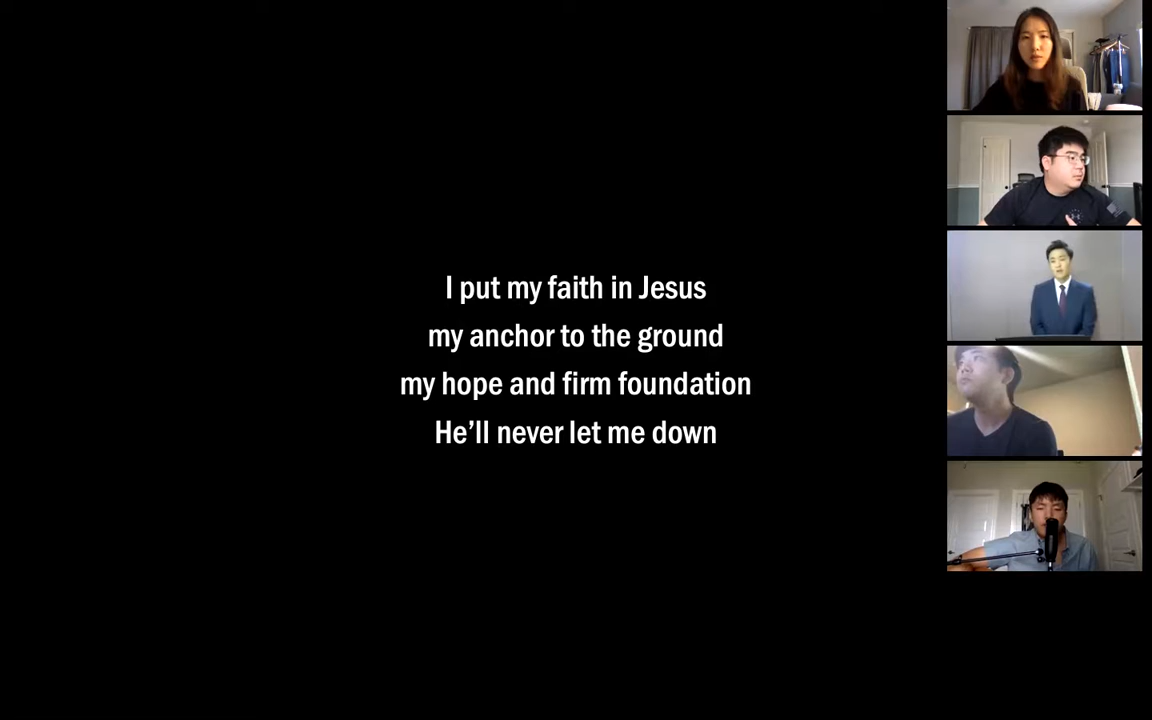 I put my faith in Jesus
my anchor to the ground
my hope and firm foundation
He’ll never let me down